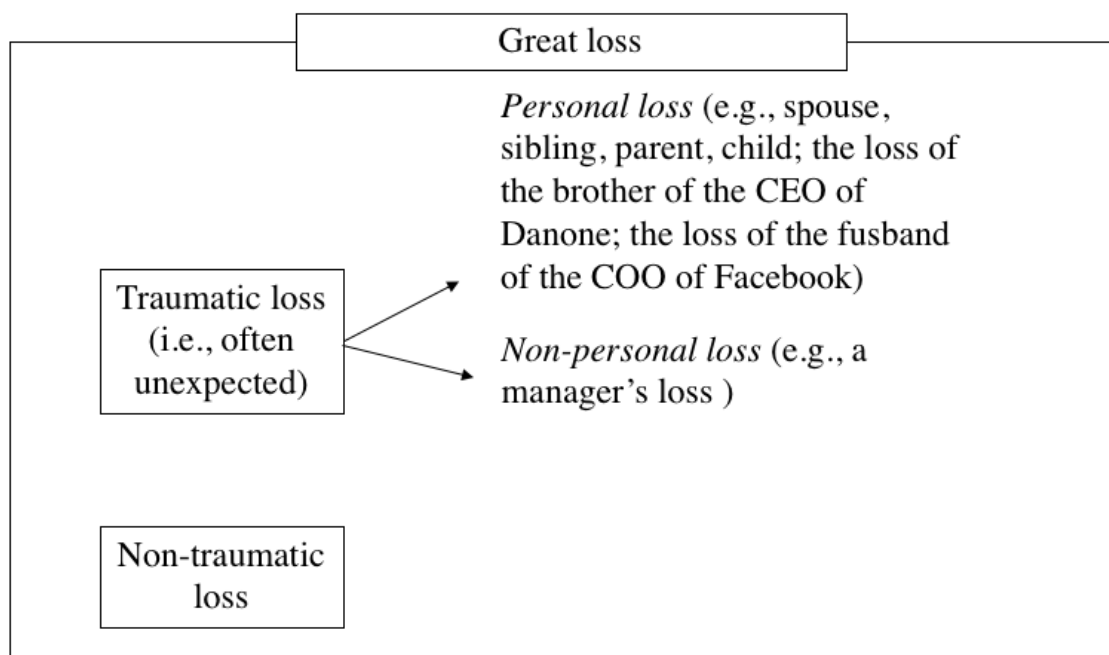 Great loss
Personal loss (e.g., spouse,
sibling, parent, child; the loss of
the brother of the CEO of
Danone; the loss of the fusband
of the COO of Facebook)
Traumatic loss
(i.e., often
unexpected)
Non-personal loss (e.g., a
manager’s loss )
Non-traumatic
loss